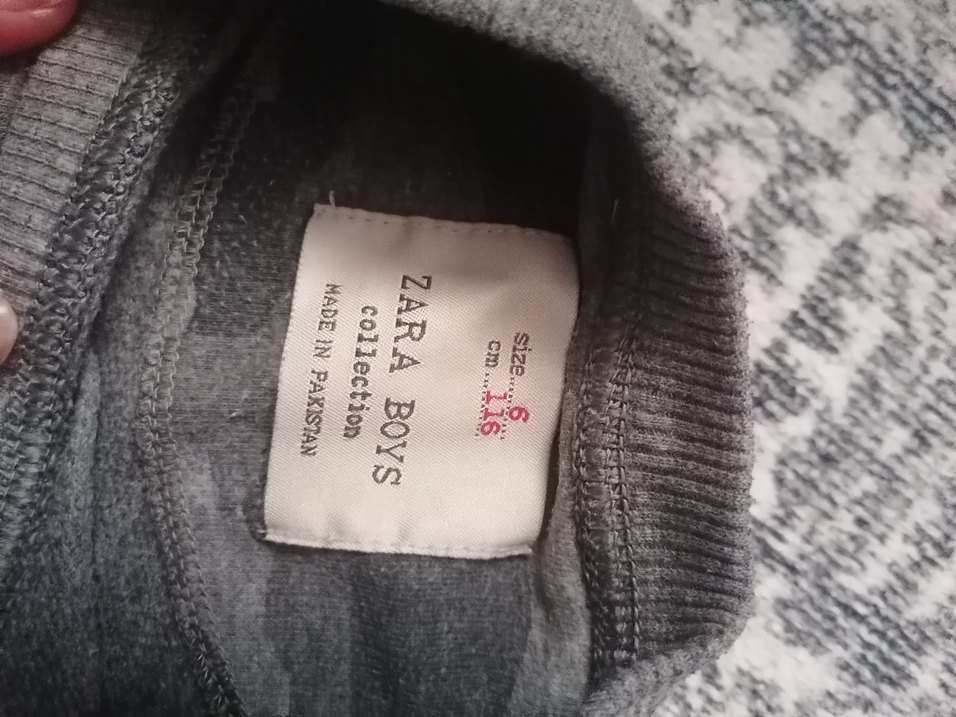 size......6......
cm.....116.......
ZARA BOYS
collection
MADE IN PAKISTAN